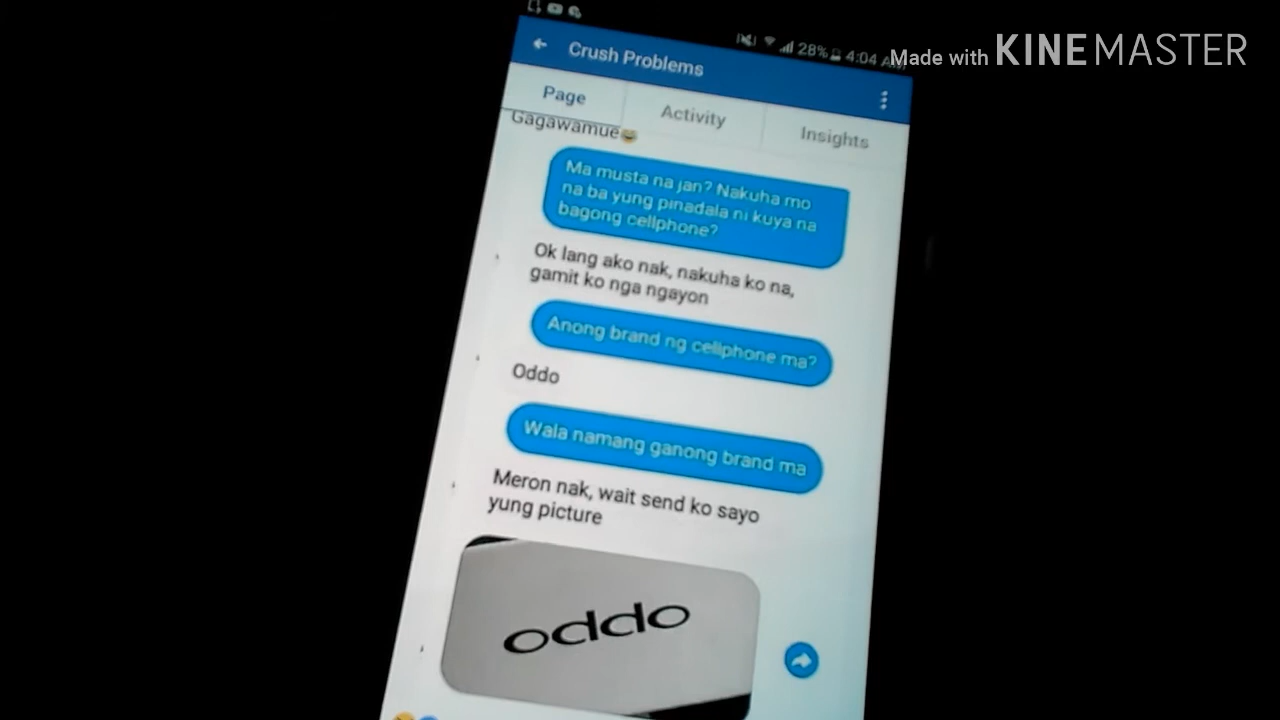 28% 4:04 AM
Made with KINEMASTER
Crush Problems
Page
Activity
Insights
Gagawamue
Ma musta na jan? Nakuha mo
na ba yung pinadala ni kuya na
bagong cellphone?
Ok lang ako nak, nakuha ko na,
gamit ko nga ngayon
Anong brand ng cellphone ma?
Oddo
Wala namang ganong brand ma
Meron nak, wait send ko sayo
yung picture
oddo